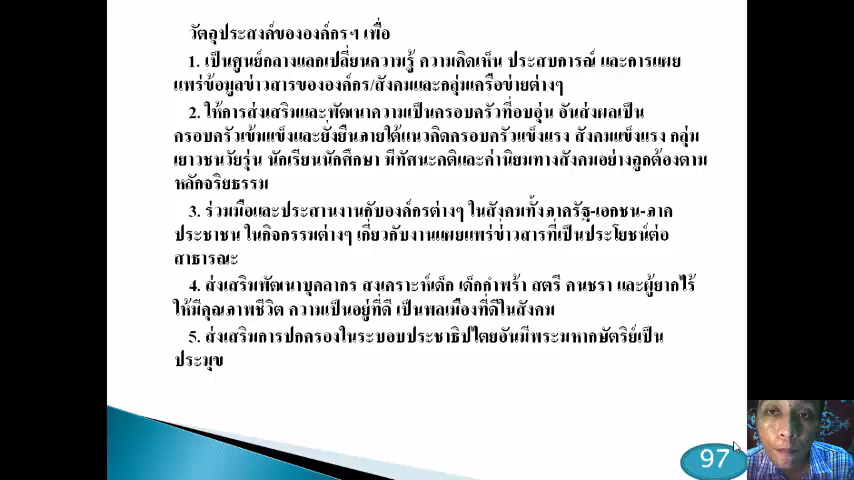 วัตถุประสงค์ขององค์กรฯ เพื่อ
1. เป็นศูนย์กลางแลกเปลี่ยนความรู้ ความคิดเห็น ประสบการณ์ และการเผย
แพร่ข้อมูลข่าวสารขององค์กร/สังคมและกลุ่มเครือข่ายต่างๆ
2. ให้การส่งเสริมและพัฒนาความเป็นครอบครัวที่อบอุ่น อันส่งผลเป็น
ครอบครัวเข้มแข็งและยั่งยืนภายใต้แนวคิดครอบครัวแข็งแรง สังคมแข็งแรง กลุ่ม
เยาวชนวัยรุ่น นักเรียนนักศึกษา มีทัศนะคติและค่านิยมทางสังคมอย่างถูกต้องตาม
หลักจริยธรรม
3. ร่วมมือและประสานงานกับองค์กรต่างๆ ในสังคมทั้งภาครัฐ-เอกชน-ภาค
ประชาชน ในกิจกรรมต่างๆ เกี่ยวกับงานเผยแพร่ข่าวสารที่เป็นประโยชน์ต่อ
สาธารณะ
4. ส่งเสริมพัฒนาบุคลากร สงเคราะห์เด็ก เด็กกำพร้า สตรี คนชรา และผู้ยากไร้
ให้มีคุณภาพชีวิต ความเป็นอยู่ที่ดี เป็นพลเมืองที่ดีในสังคม
5. ส่งเสริมการปกครองในระบอบประชาธิปไตยอันมีพระมหากษัตริย์เป็น
ประมุข
97